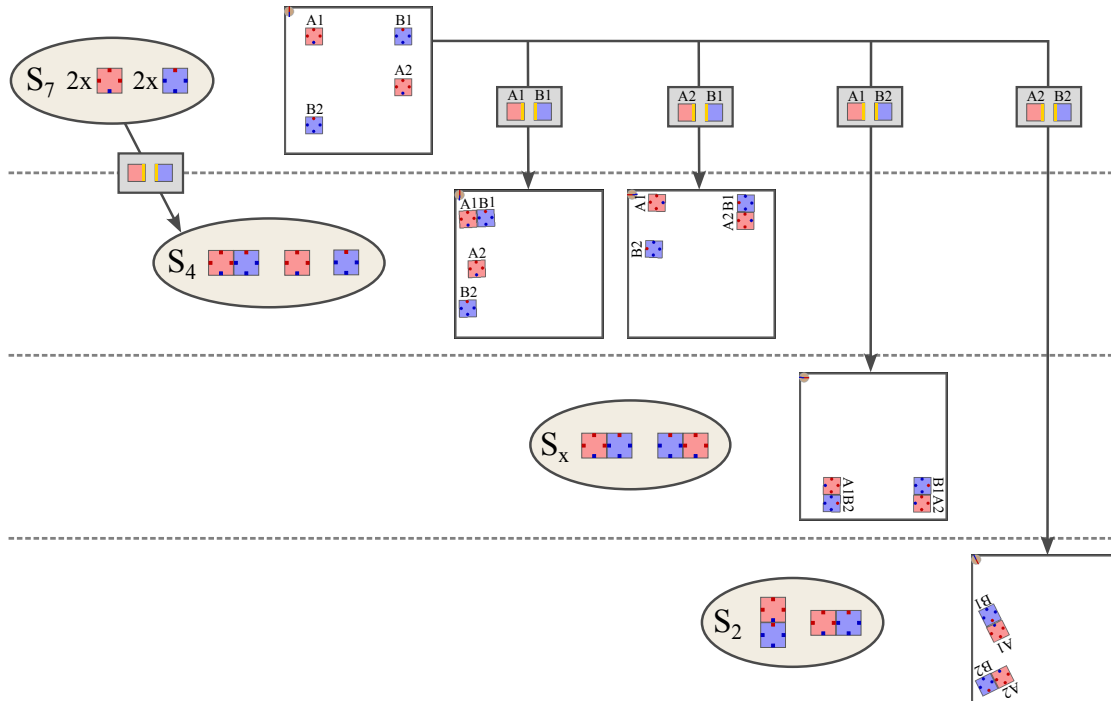 A1 B1
A2
B2
S7 2x 2x
A1 B1
A2 B1
A1 B2
A2 B2
S4
A1B1
A2
B2
A1
A2B1
B2
Sx
A1B2
B1A2
S2
B1
A1
B2
A2